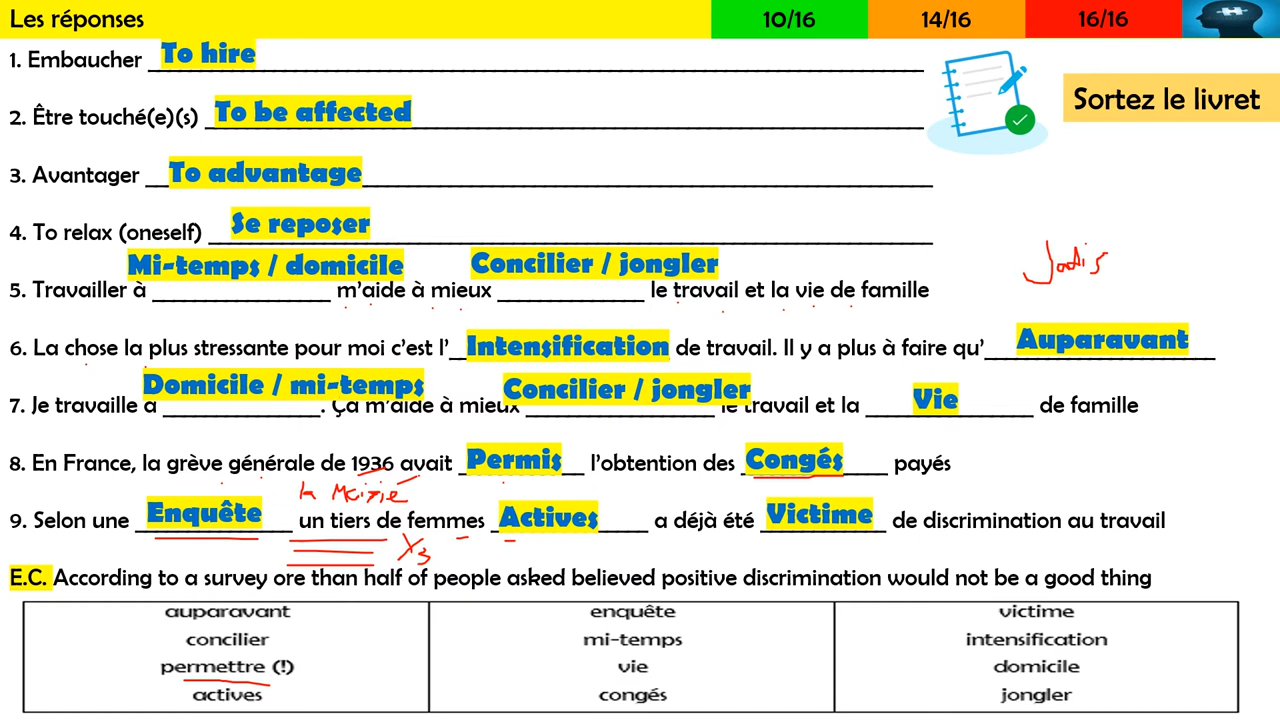 Les réponses 10/16 14/16 16/16
1. Embaucher To hire
Sortez le livret
2. Être touché(e)(s) To be affected
3. Avantager To advantage
4. To relax (oneself) Se reposer
Jadis
5. Travailler à Mi-temps / domicile m’aide à mieux Concilier / jongler le travail et la vie de famille
6. La chose la plus stressante pour moi c’est l’ Intensification de travail. Il y a plus à faire qu’ Auparavant
7. Je travaille à Domicile / mi-temps. Ça m’aide à mieux Concilier / jongler le travail et la Vie de famille
8. En France, la grève générale de 1936 avait Permis l’obtention des Congés payés
9. Selon une Enquête un tiers de femmes Actives a déjà été Victime de discrimination au travail
E.C. According to a survey ore than half of people asked believed positive discrimination would not be a good thing
auparavant enquête victime
concilier mi-temps intensification
permettre (!) vie domicile
actives congés jongler